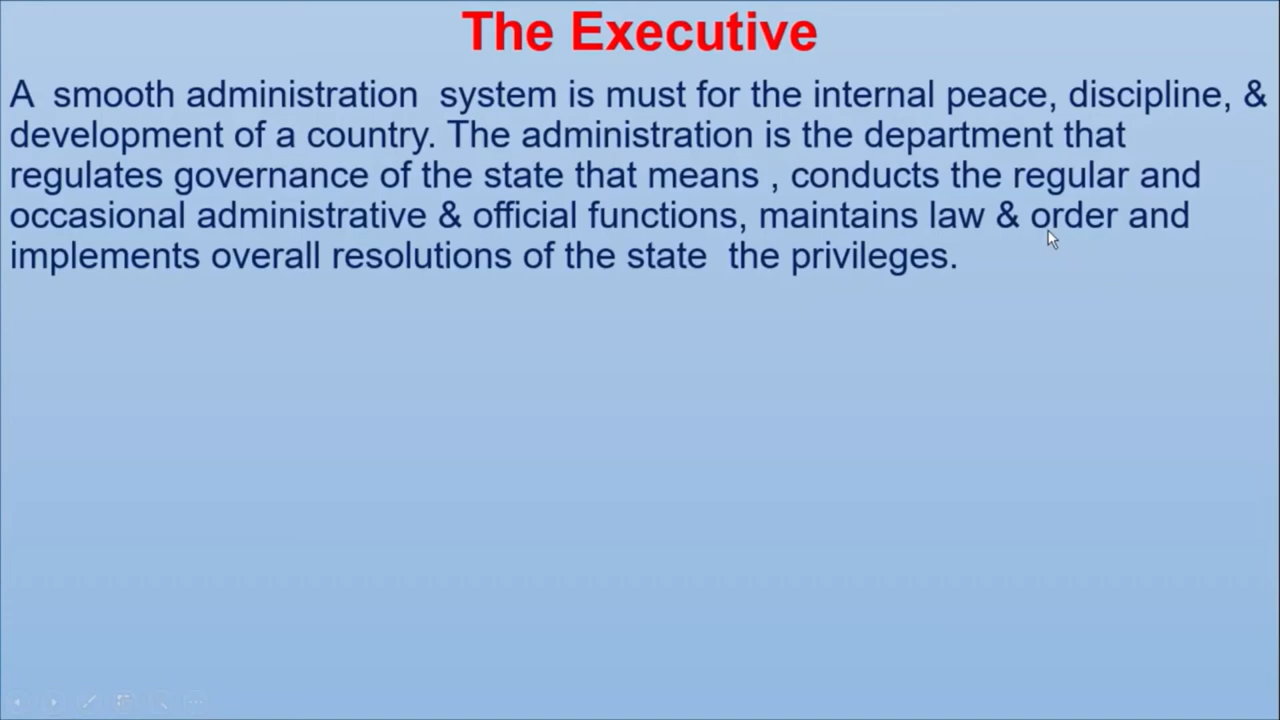 The Executive
A smooth administration system is must for the internal peace, discipline, &
development of a country. The administration is the department that
regulates governance of the state that means , conducts the regular and
occasional administrative & official functions, maintains law & order and
implements overall resolutions of the state the privileges.